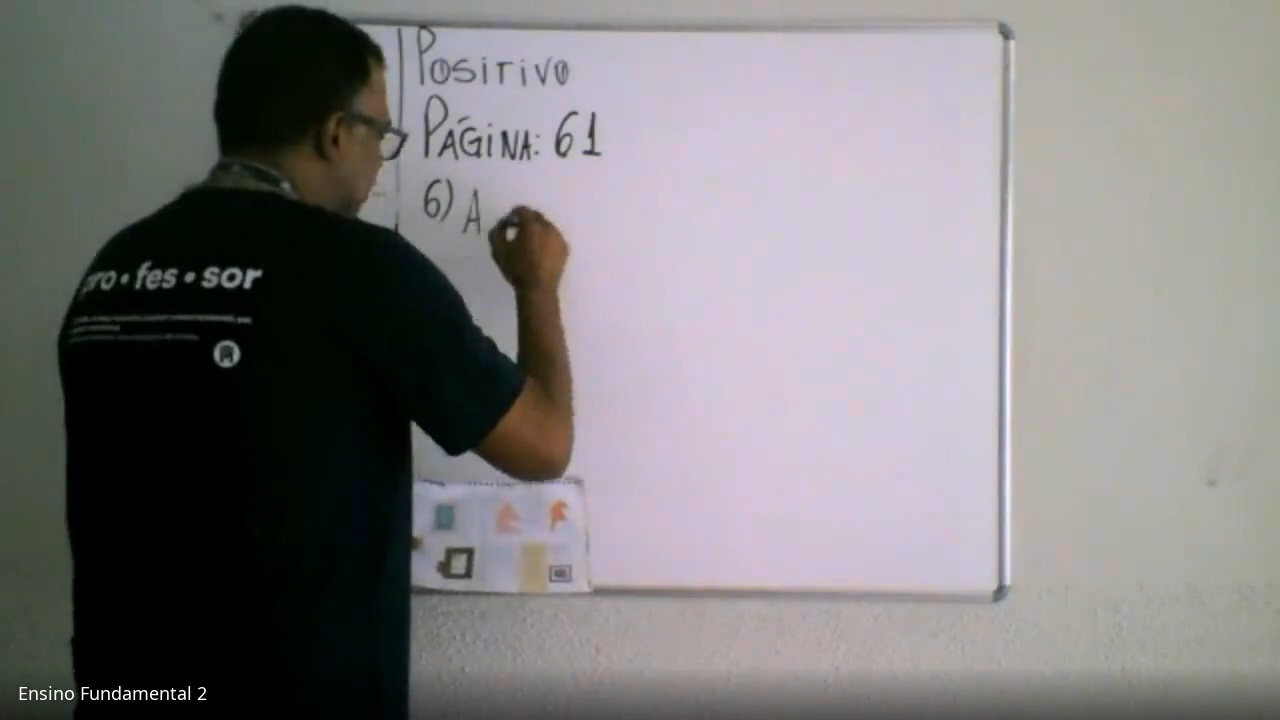 Positivo
Página: 61
6) A
pro • fes • sor
Ensino Fundamental 2